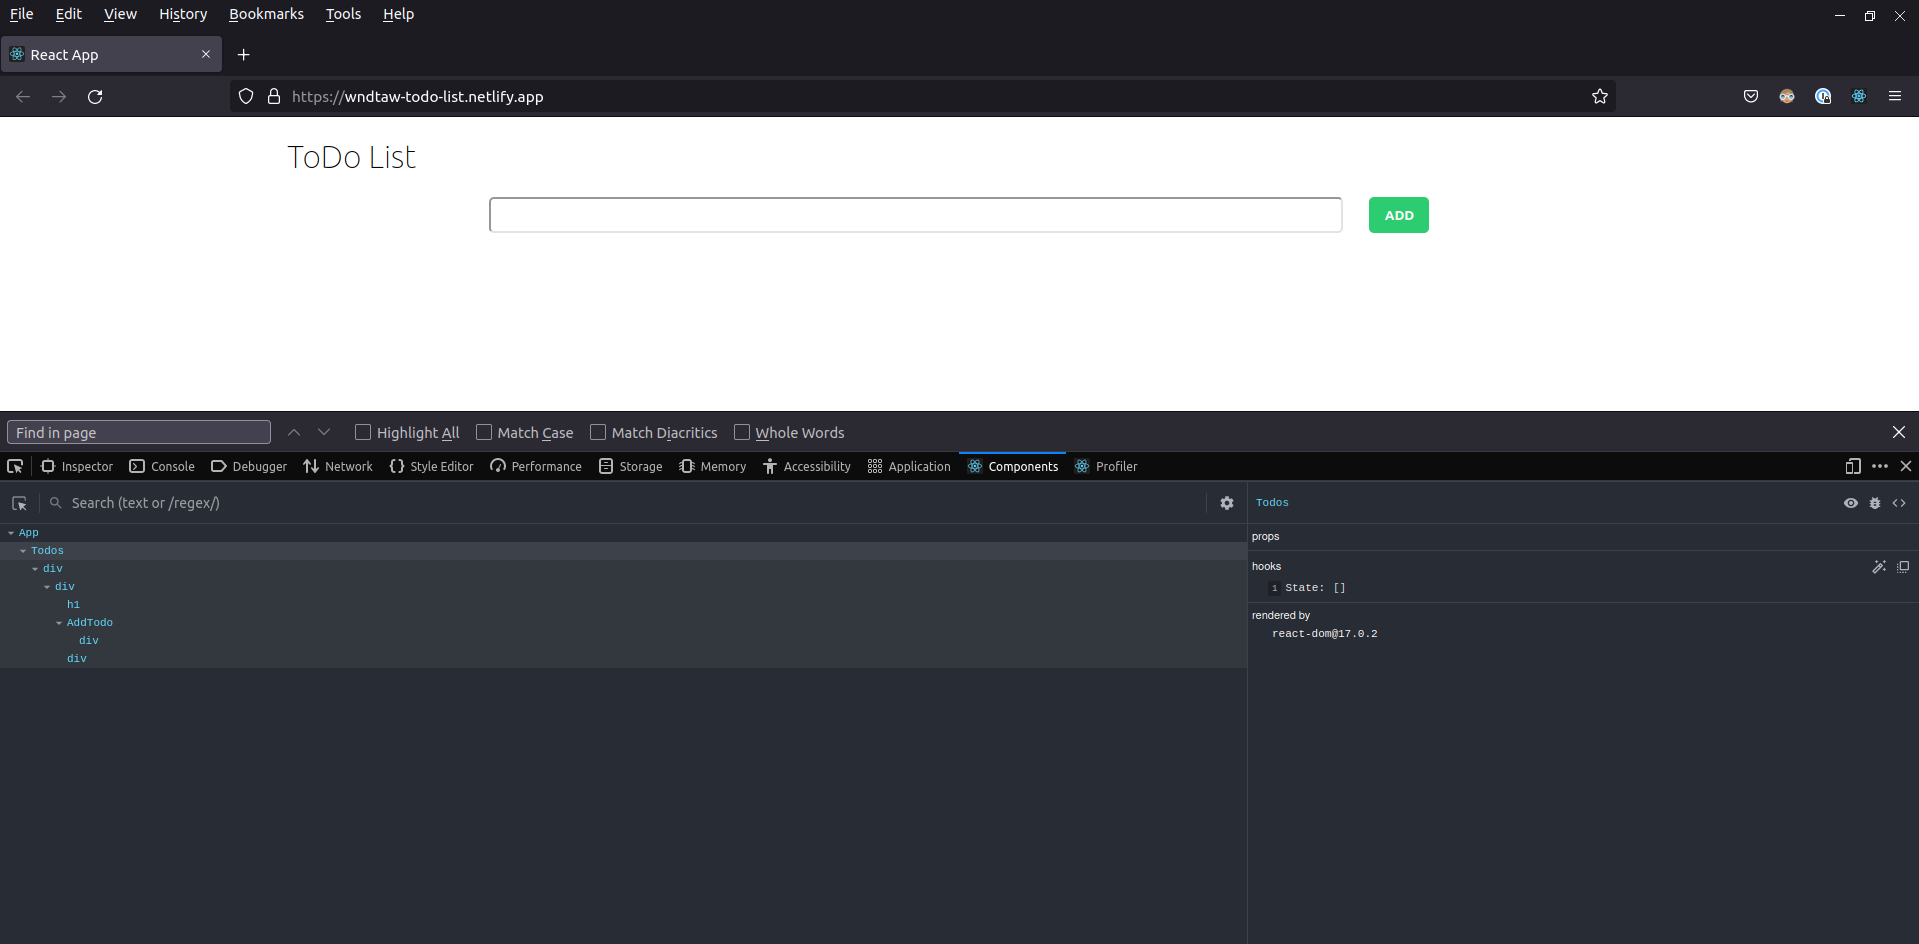 File Edit View History Bookmarks Tools Help
React App
https://wndtaw-todo-list.netlify.app
ToDo List
ADD
Find in page Highlight All Match Case Match Diacritics Whole Words
Inspector Console Debugger Network Style Editor Performance Storage Memory Accessibility Application Components Profiler
Search (text or /regex/)
Todos
App
Todos
div
div
h1
AddTodo
div
div
props
hooks
1 State: []
rendered by
react-dom@17.0.2